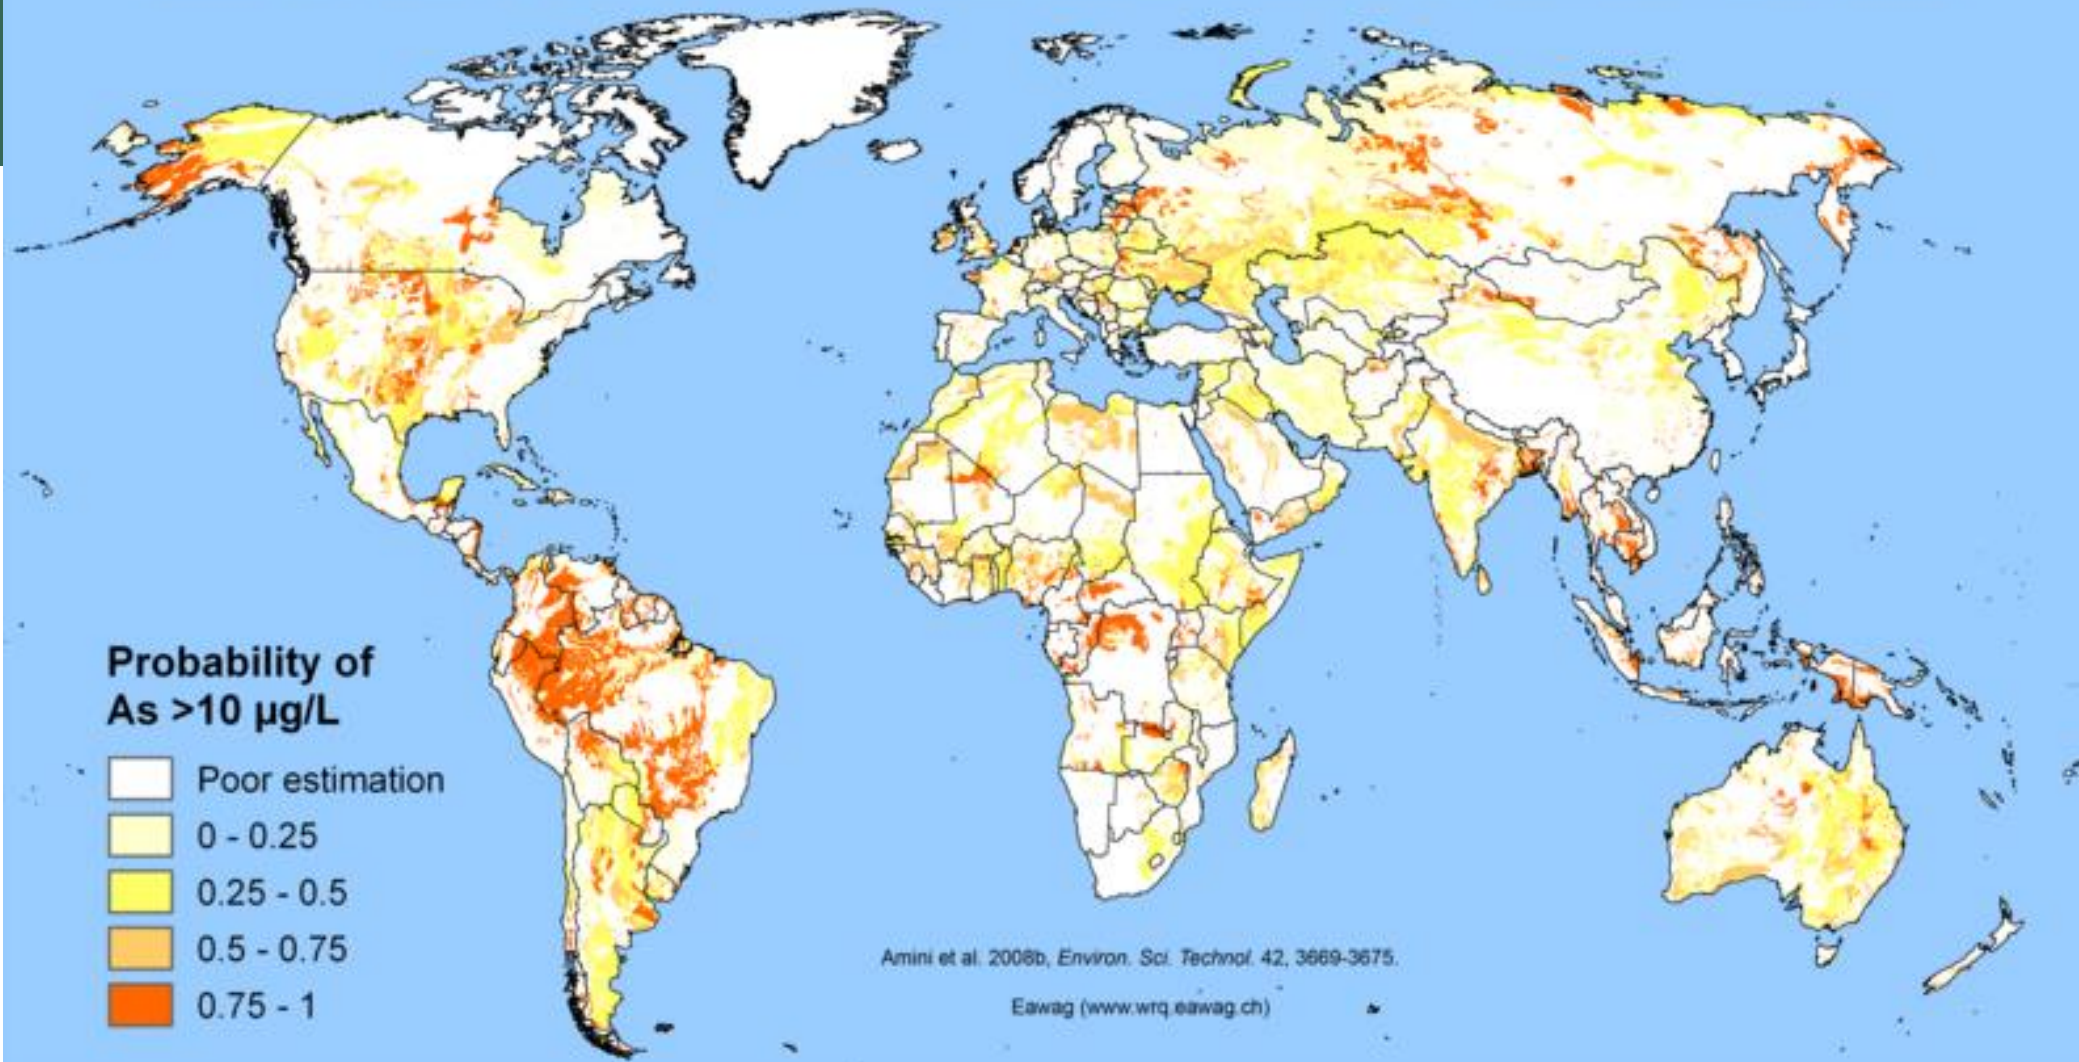 Probability of
As >10 µg/L
Poor estimation
0 - 0.25
0.25 - 0.5
0.5 - 0.75
0.75 - 1
Amini et al. 2008b, Environ. Sci. Technol. 42, 3669-3675.
Eawag (www.wrq.eawag.ch)